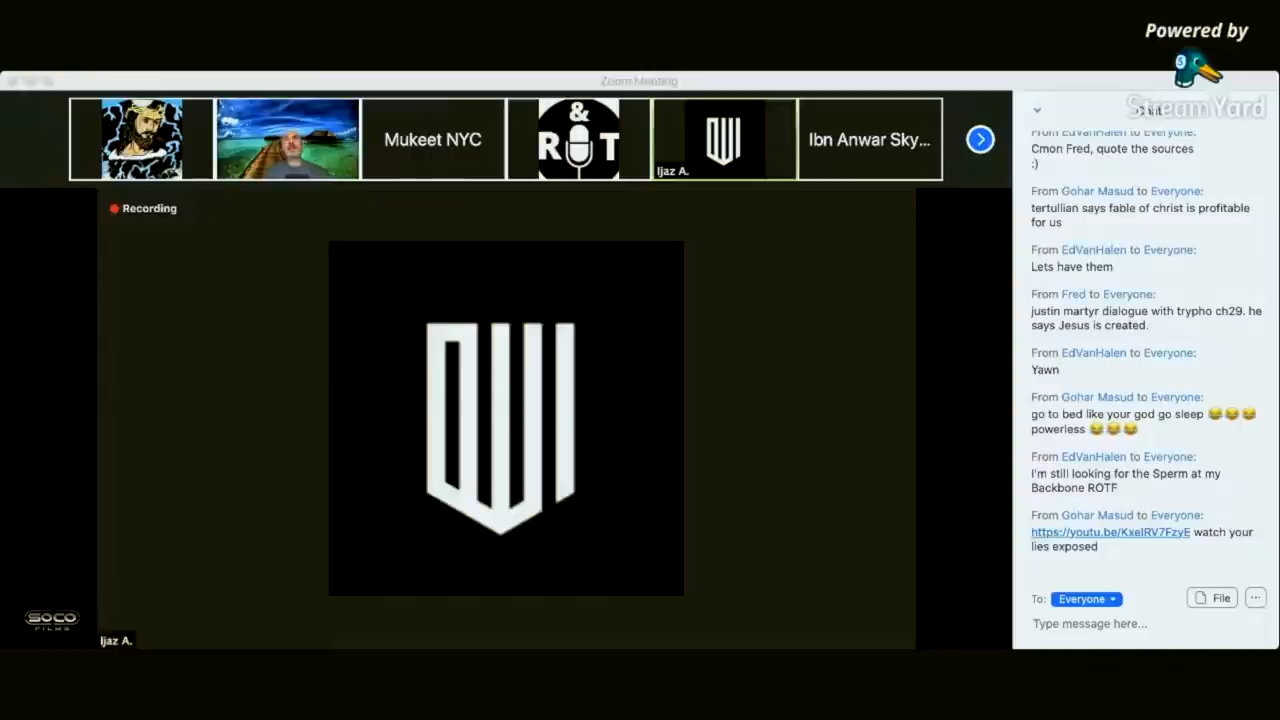 Powered by
StreamYard
Zoom Meeting
Mukeet NYC
&
R T
Ijaz A.
Ibn Anwar Sky...
Recording
Ijaz A.
SOCO
FILMS
From EdVanHalen to Everyone:
Cmon Fred, quote the sources
:)
From Gohar Masud to Everyone:
tertullian says fable of christ is profitable
for us
From EdVanHalen to Everyone:
Lets have them
From Fred to Everyone:
justin martyr dialogue with trypho ch29. he
says Jesus is created.
From EdVanHalen to Everyone:
Yawn
From Gohar Masud to Everyone:
go to bed like your god go sleep 😂😂😂
powerless 😂😂😂
From EdVanHalen to Everyone:
I'm still looking for the Sperm at my
Backbone ROTF
From Gohar Masud to Everyone:
https://youtu.be/KxelRV7FzyE watch your
lies exposed
To: Everyone
File
Type message here...